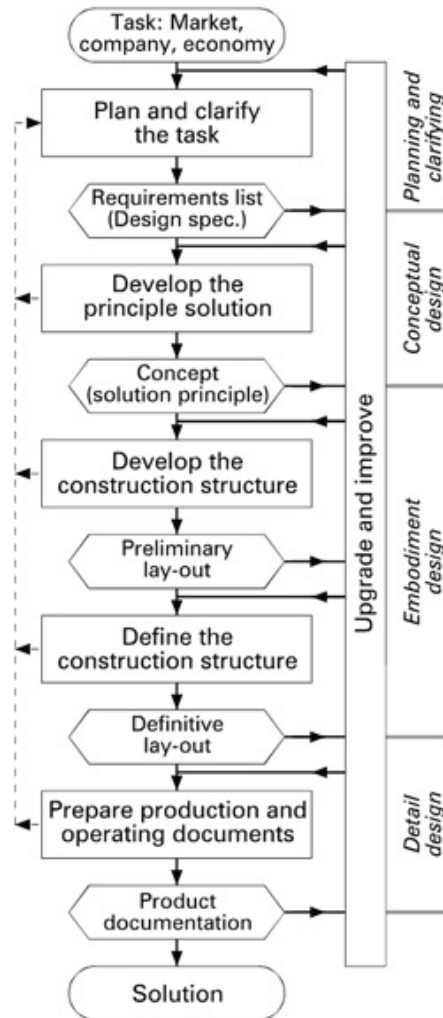 Task: Market,
company, economy
Plan and clarify
the task
Requirements list
(Design spec.)
Develop the
principle solution
Concept
(solution principle)
Develop the
construction structure
Preliminary
lay-out
Define the
construction structure
Definitive
lay-out
Prepare production and
operating documents
Product
documentation
Solution
Upgrade and improve
Planning and
clarifying
Conceptual
design
Embodiment
design
Detail
design